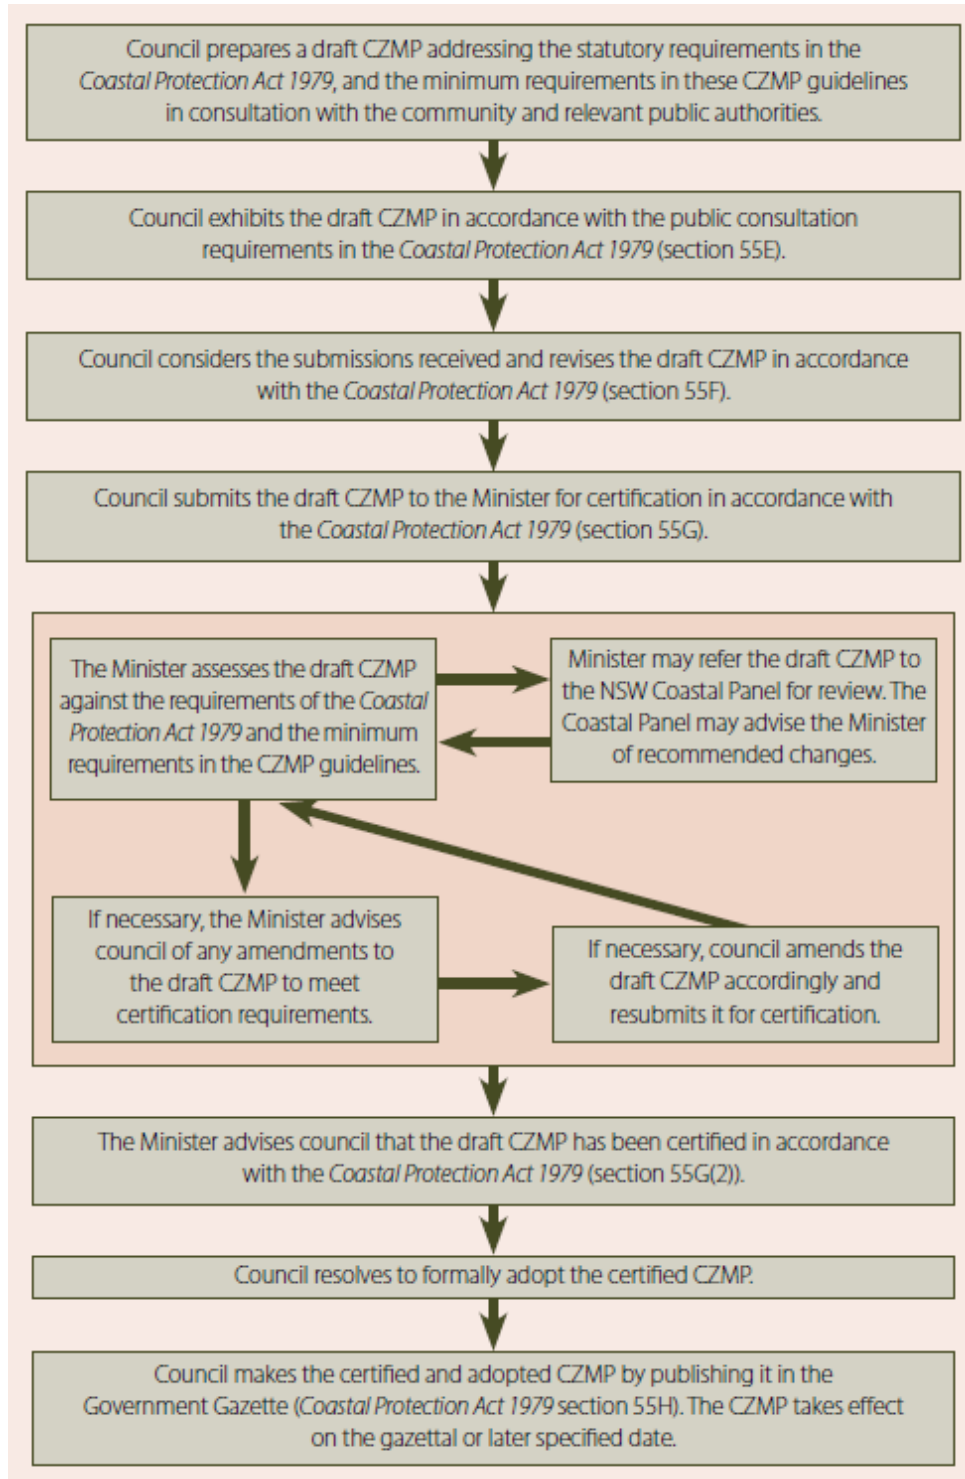 Council prepares a draft CZMP addressing the statutory requirements in the
Coastal Protection Act 1979, and the minimum requirements in these CZMP guidelines
in consultation with the community and relevant public authorities.
Council exhibits the draft CZMP in accordance with the public consultation
requirements in the Coastal Protection Act 1979 (section 55E).
Council considers the submissions received and revises the draft CZMP in accordance
with the Coastal Protection Act 1979 (section 55F).
Council submits the draft CZMP to the Minister for certification in accordance with
the Coastal Protection Act 1979 (section 55G).
The Minister assesses the draft CZMP
against the requirements of the Coastal
Protection Act 1979 and the minimum
requirements in the CZMP guidelines.
Minister may refer the draft CZMP to
the NSW Coastal Panel for review. The
Coastal Panel may advise the Minister
of recommended changes.
If necessary, the Minister advises
council of any amendments to
the draft CZMP to meet
certification requirements.
If necessary, council amends the
draft CZMP accordingly and
resubmits it for certification.
The Minister advises council that the draft CZMP has been certified in accordance
with the Coastal Protection Act 1979 (section 55G(2)).
Council resolves to formally adopt the certified CZMP.
Council makes the certified and adopted CZMP by publishing it in the
Government Gazette (Coastal Protection Act 1979 section 55H). The CZMP takes effect
on the gazettal or later specified date.